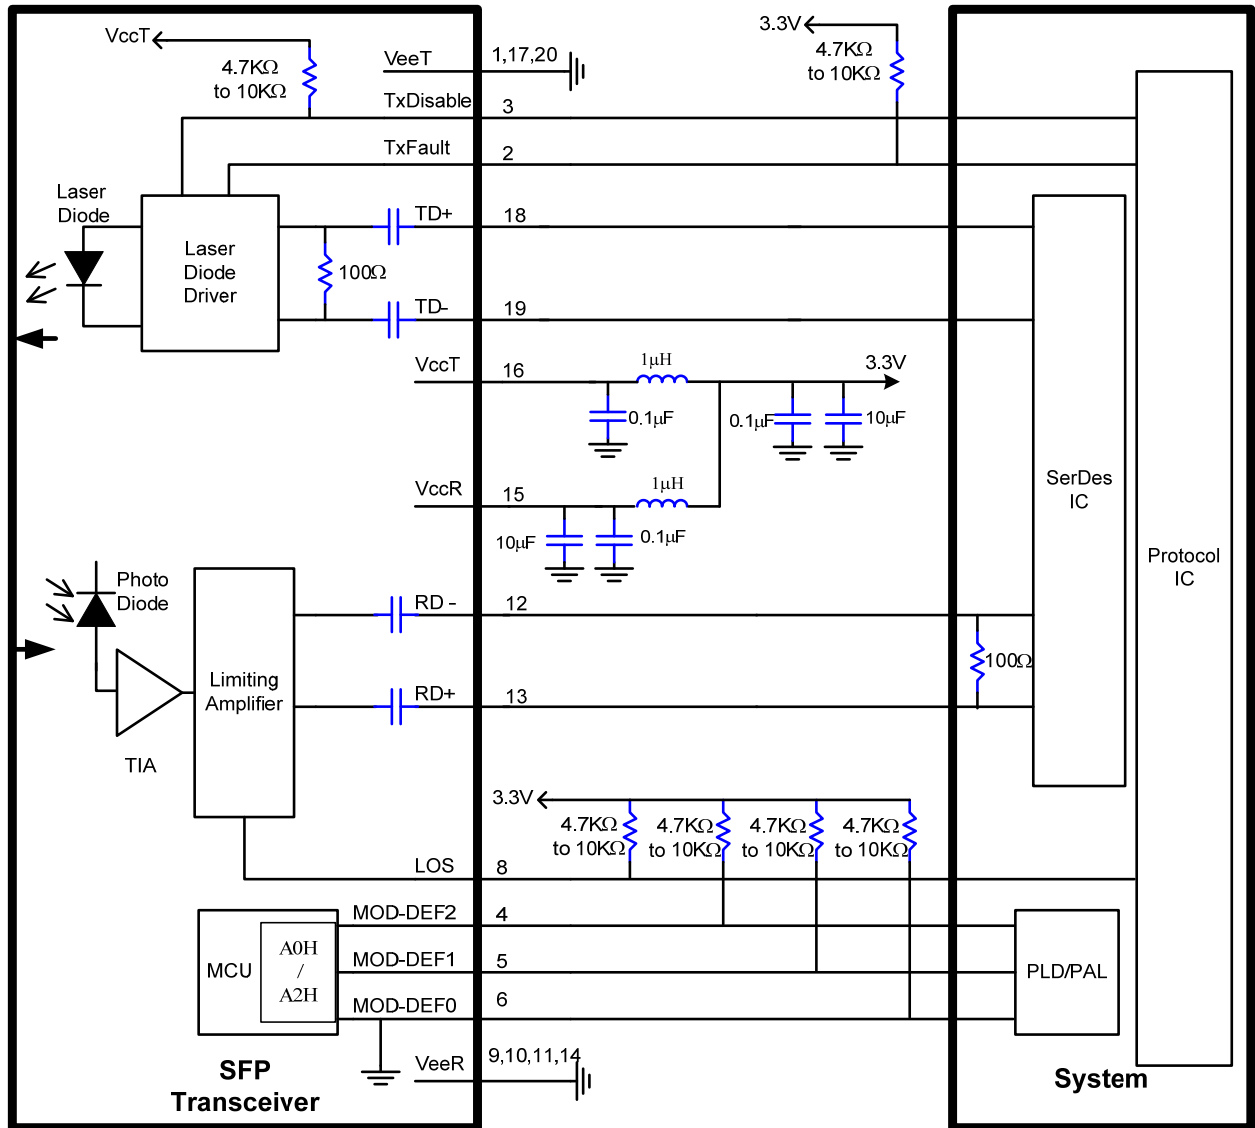 VccT
4.7KΩ
to 10KΩ
VeeT
1,17,20
3.3V
4.7KΩ
to 10KΩ
TxDisable
3
TxFault
2
Laser
Diode
Laser
Diode
Driver
100Ω
TD+
18
TD-
19
VccT
16
1μH
3.3V
0.1μF
0.1μF
10μF
VccR
15
1μH
10μF
0.1μF
SerDes
IC
Protocol
IC
Photo
Diode
TIA
Limiting
Amplifier
RD -
12
RD+
13
100Ω
3.3V
4.7KΩ
to 10KΩ
4.7KΩ
to 10KΩ
4.7KΩ
to 10KΩ
4.7KΩ
to 10KΩ
LOS
8
MOD-DEF2
4
MCU
A0H
/
A2H
MOD-DEF1
5
MOD-DEF0
6
PLD/PAL
VeeR
9,10,11,14
SFP
Transceiver
System